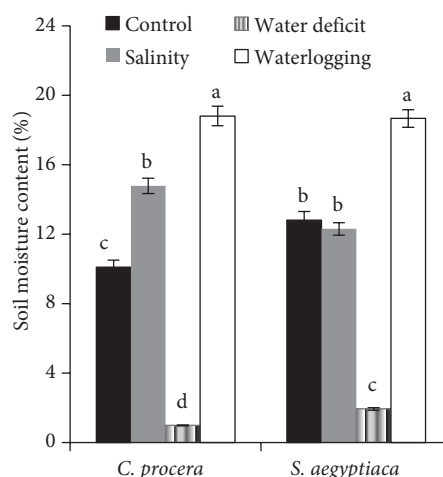 Control
Water deficit
Salinity
Waterlogging
Soil moisture content (%)
24
20
16
12
8
4
0
c
b
d
a
b
b
c
a
C. procera
S. aegyptiaca